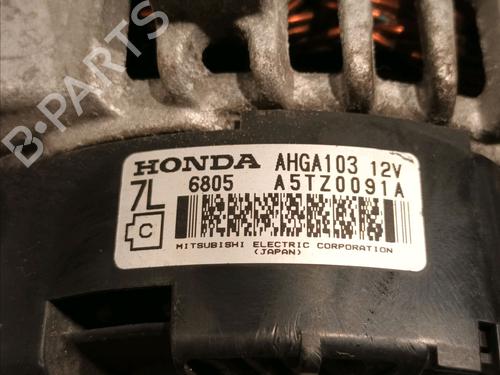 B-PARTS
HONDA AHGA103 12V
7L 6805 A5TZ0091A
C
MITSUBISHI ELECTRIC CORPORATION
(JAPAN)